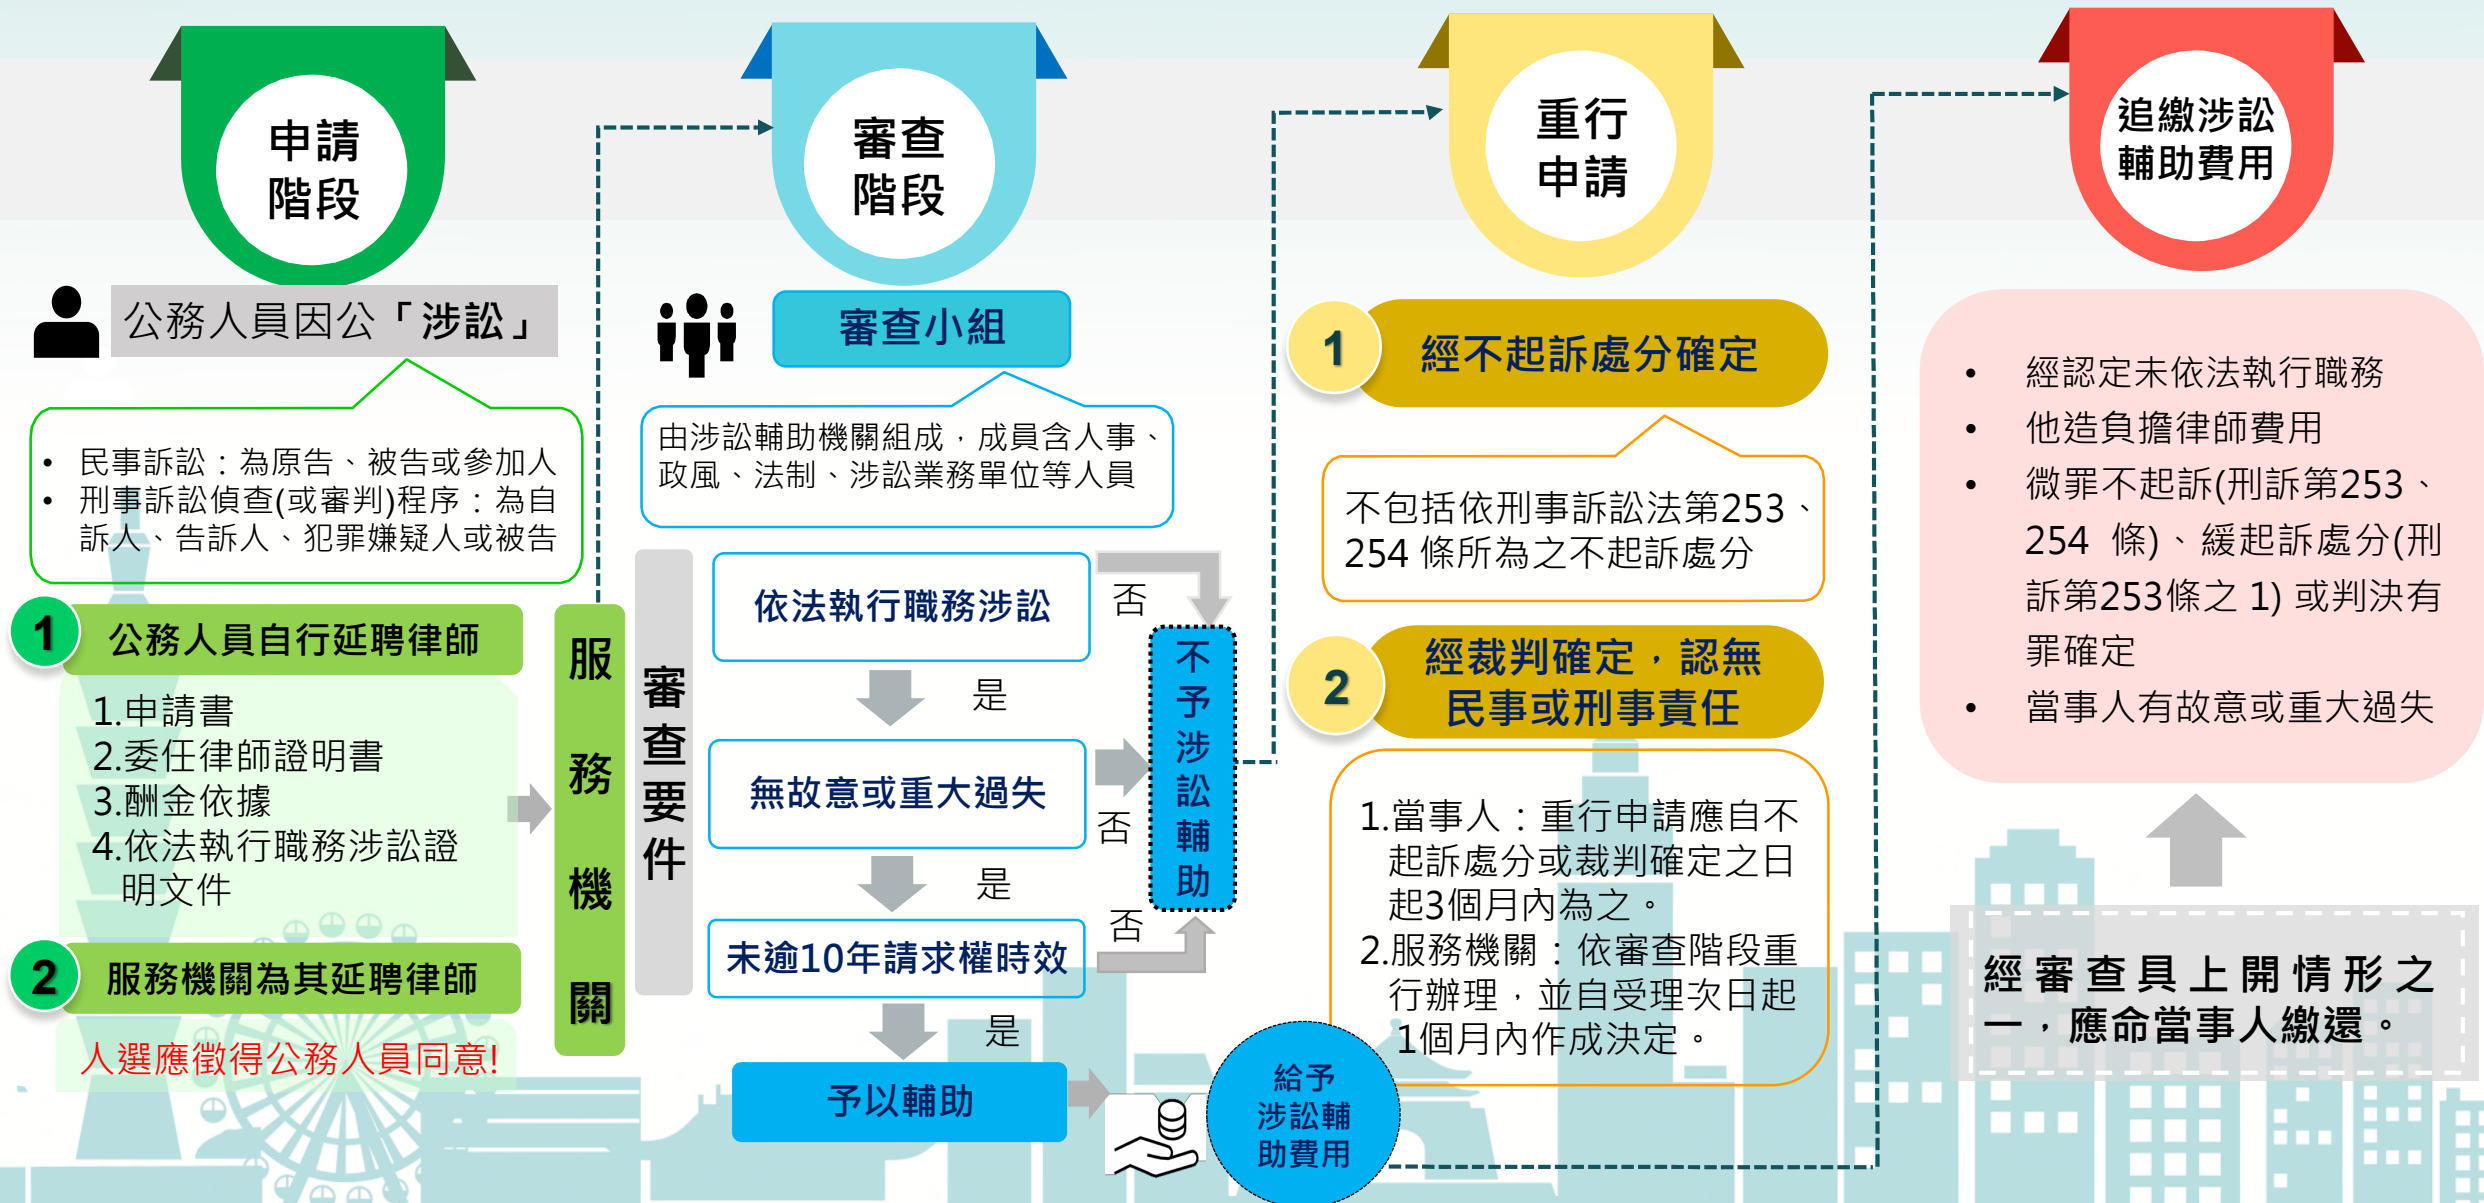 申請
階段
公務人員因公「涉訟」
• 民事訴訟：為原告、被告或參加人
• 刑事訴訟偵查(或審判)程序：為自
訴人、告訴人、犯罪嫌疑人或被告
1
公務人員自行延聘律師
1.申請書
2.委任律師證明書
3.酬金依據
4.依法執行職務涉訟證
明文件
2
服務機關為其延聘律師
人選應徵得公務人員同意!
服務機關
審查
階段
審查小組
由涉訟輔助機關組成，成員含人事、
政風、法制、涉訟業務單位等人員
審查要件
依法執行職務涉訟
否
是
無故意或重大過失
否
是
未逾10年請求權時效
否
是
予以輔助
不予涉訟輔助
給予
涉訟輔
助費用
重行
申請
1
經不起訴處分確定
不包括依刑事訴訟法第253、
254 條所為之不起訴處分
2
經裁判確定，認無
民事或刑事責任
1.當事人：重行申請應自不
起訴處分或裁判確定之日
起3個月內為之。
2.服務機關：依審查階段重
行辦理，並自受理次日起
1個月內作成決定。
追繳涉訟
輔助費用
• 經認定未依法執行職務
• 他造負擔律師費用
• 微罪不起訴(刑訴第253、
254 條)、緩起訴處分(刑
訴第253條之 1) 或判決有
罪確定
• 當事人有故意或重大過失
經審查具上開情形之
一，應命當事人繳還。